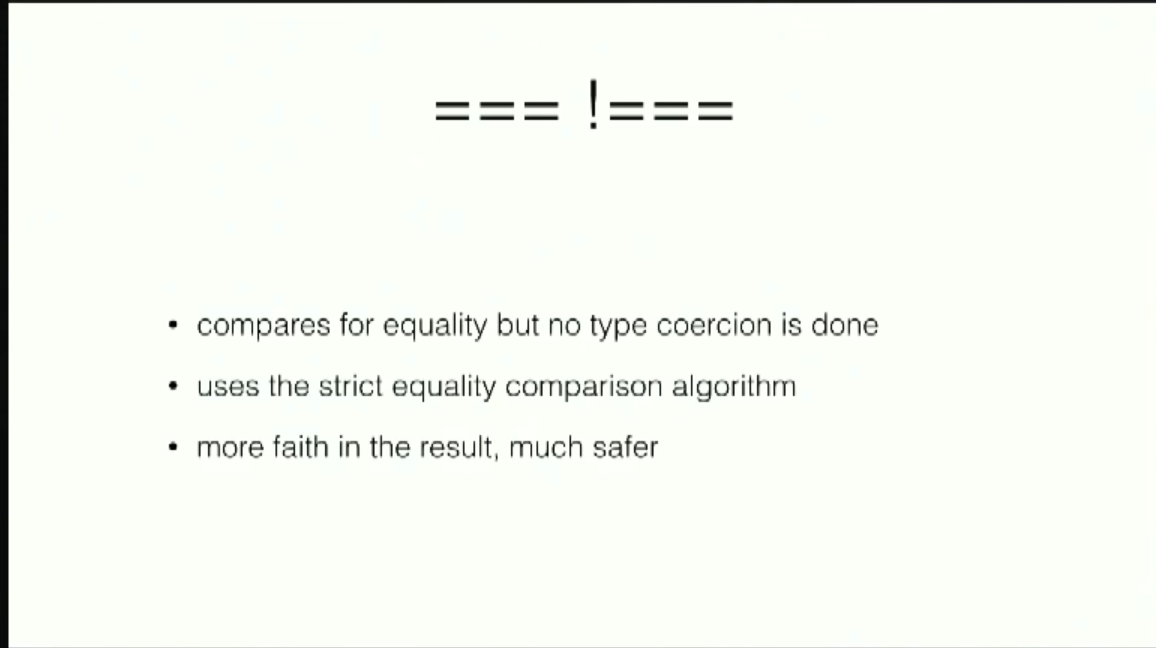 === !===
• compares for equality but no type coercion is done
• uses the strict equality comparison algorithm
• more faith in the result, much safer